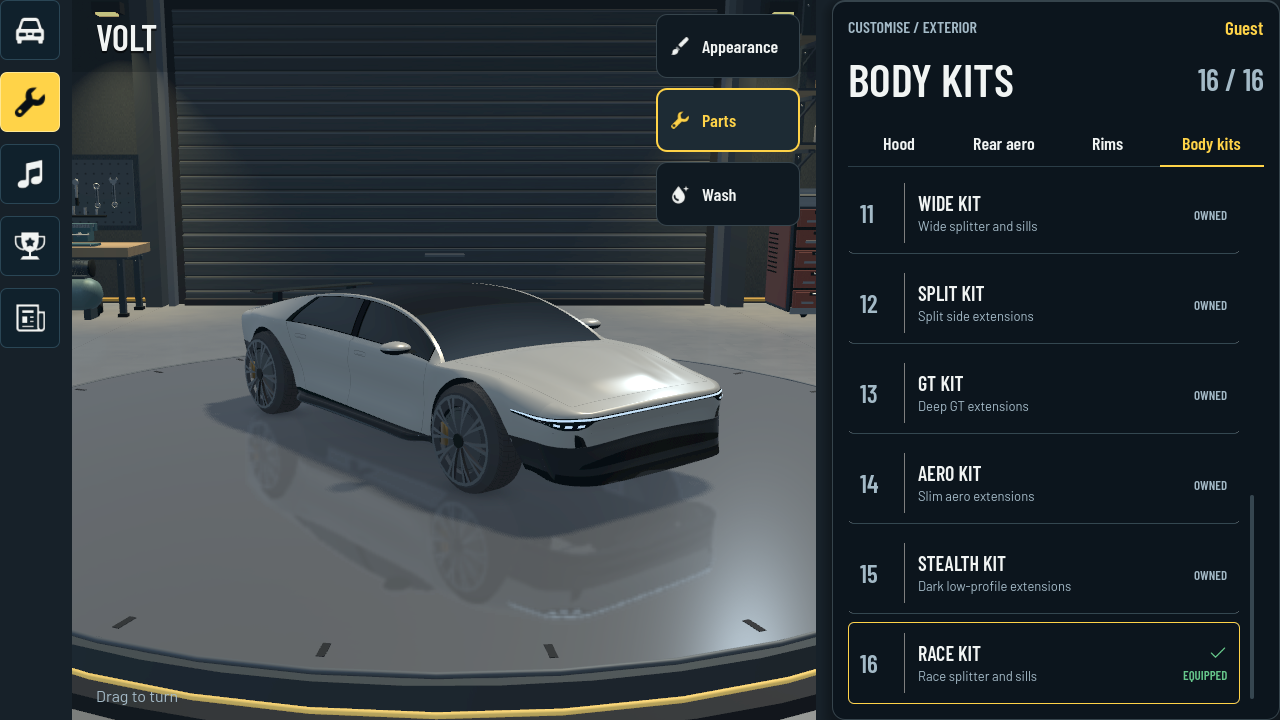 VOLT
Appearance
Parts
Wash
Drag to turn
CUSTOMISE / EXTERIOR
Guest
BODY KITS
16 / 16
Hood
Rear aero
Rims
Body kits
11
WIDE KIT
Wide splitter and sills
OWNED
12
SPLIT KIT
Split side extensions
OWNED
13
GT KIT
Deep GT extensions
OWNED
14
AERO KIT
Slim aero extensions
OWNED
15
STEALTH KIT
Dark low-profile extensions
OWNED
16
RACE KIT
Race splitter and sills
EQUIPPED